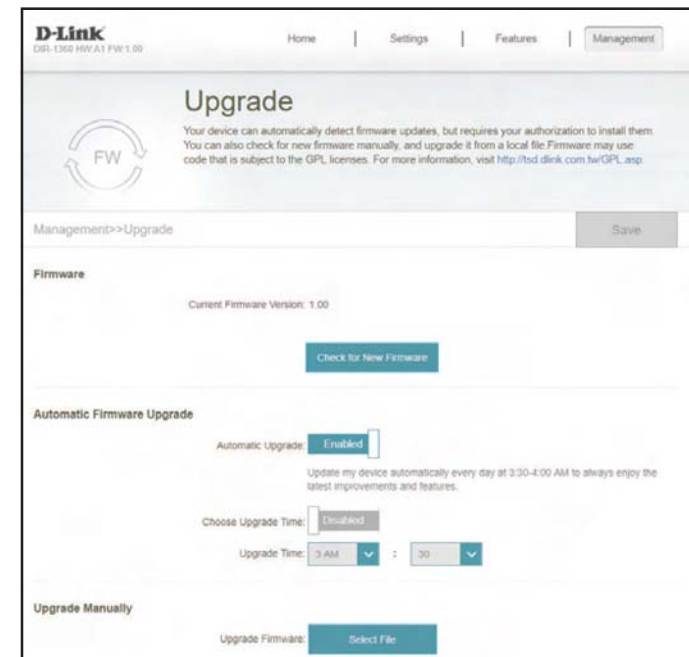 D-Link
DIR-1360 HW:A1 FW:1.00
Home | Settings | Features | Management
Upgrade
Your device can automatically detect firmware updates, but requires your authorization to install them.
You can also check for new firmware manually, and upgrade it from a local file.Firmware may use
code that is subject to the GPL licenses. For more information, visit http://tsd.dlink.com.tw/GPL.asp.
FW
Management>>Upgrade
Save
Firmware
Current Firmware Version: 1.00
Check for New Firmware
Automatic Firmware Upgrade
Automatic Upgrade: Enabled
Update my device automatically every day at 3:30-4:00 AM to always enjoy the
latest improvements and features.
Choose Upgrade Time: Disabled
Upgrade Time: 3 AM : 30
Upgrade Manually
Upgrade Firmware: Select File